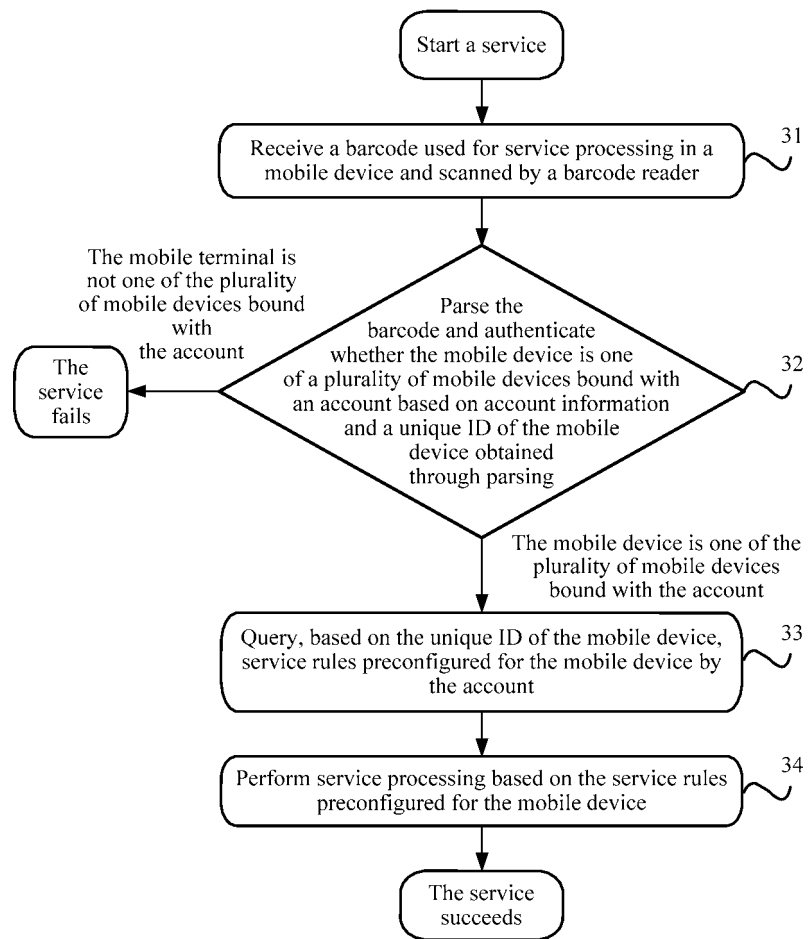 Start a service
Receive a barcode used for service processing in a
mobile device and scanned by a barcode reader
31
The mobile terminal is
not one of the plurality
of mobile devices bound
with
the account
The
service
fails
Parse the
barcode and authenticate
whether the mobile device is one
of a plurality of mobile devices bound with
an account based on account information
and a unique ID of the mobile
device obtained
through parsing
32
The mobile device is one of the
plurality of mobile devices
bound with the account
Query, based on the unique ID of the mobile device,
service rules preconfigured for the mobile device by
the account
33
Perform service processing based on the service rules
preconfigured for the mobile device
34
The service
succeeds